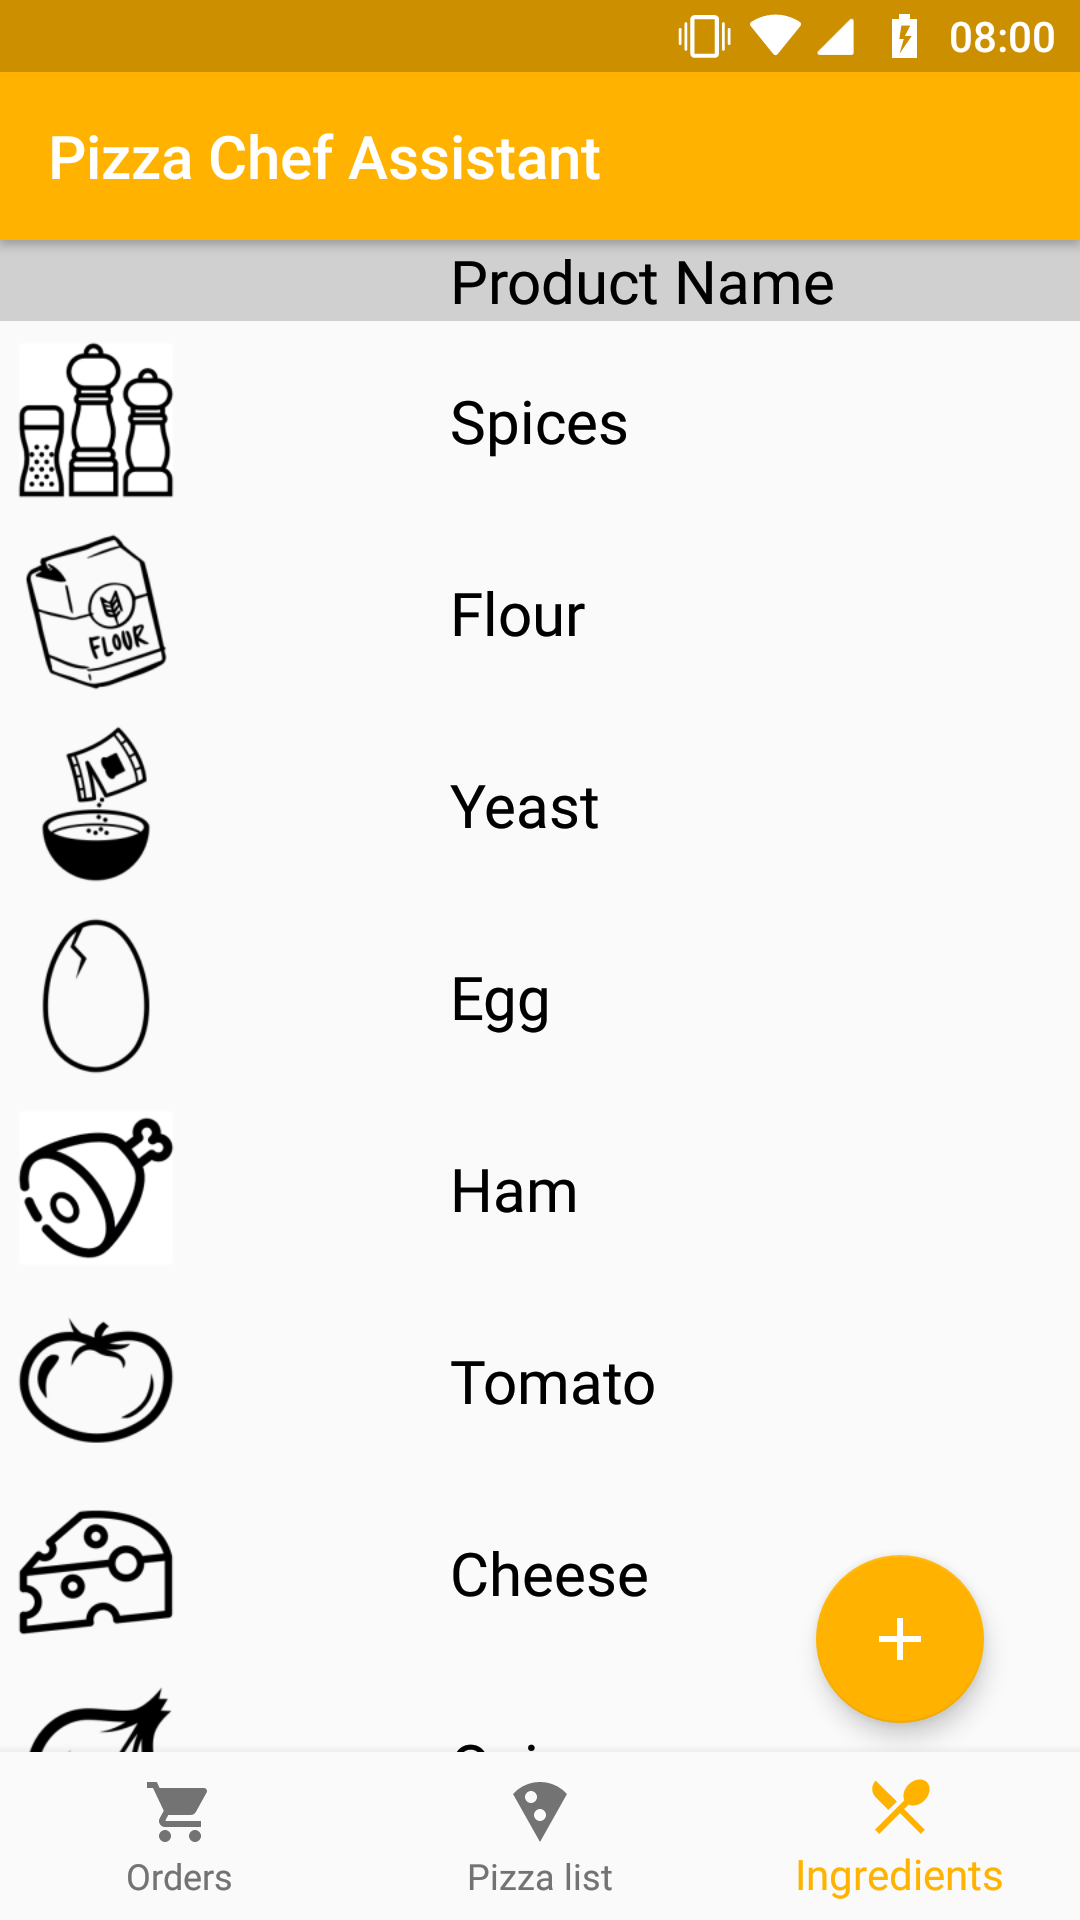 08:00
Pizza Chef Assistant
Product Name
Spices
Flour
FLOUR
Yeast
Egg
Ham
Tomato
Cheese
Orders
Pizza list
Ingredients